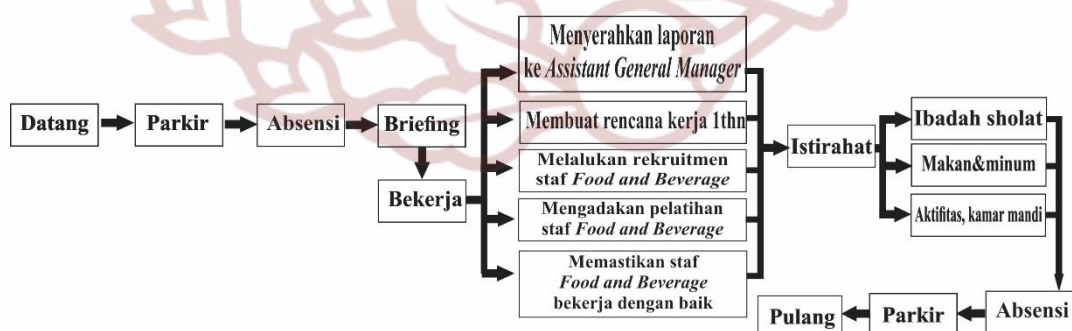 Datang
Parkir
Absensi
Briefing
Bekerja
Menyerahkan laporan
ke Assistant General Manager
Membuat rencana kerja 1thn
Melalukan rekruitmen
staf Food and Beverage
Mengadakan pelatihan
staf Food and Beverage
Memastikan staf
Food and Beverage
bekerja dengan baik
Istirahat
Ibadah sholat
Makan&minum
Aktifitas, kamar mandi
Absensi
Parkir
Pulang